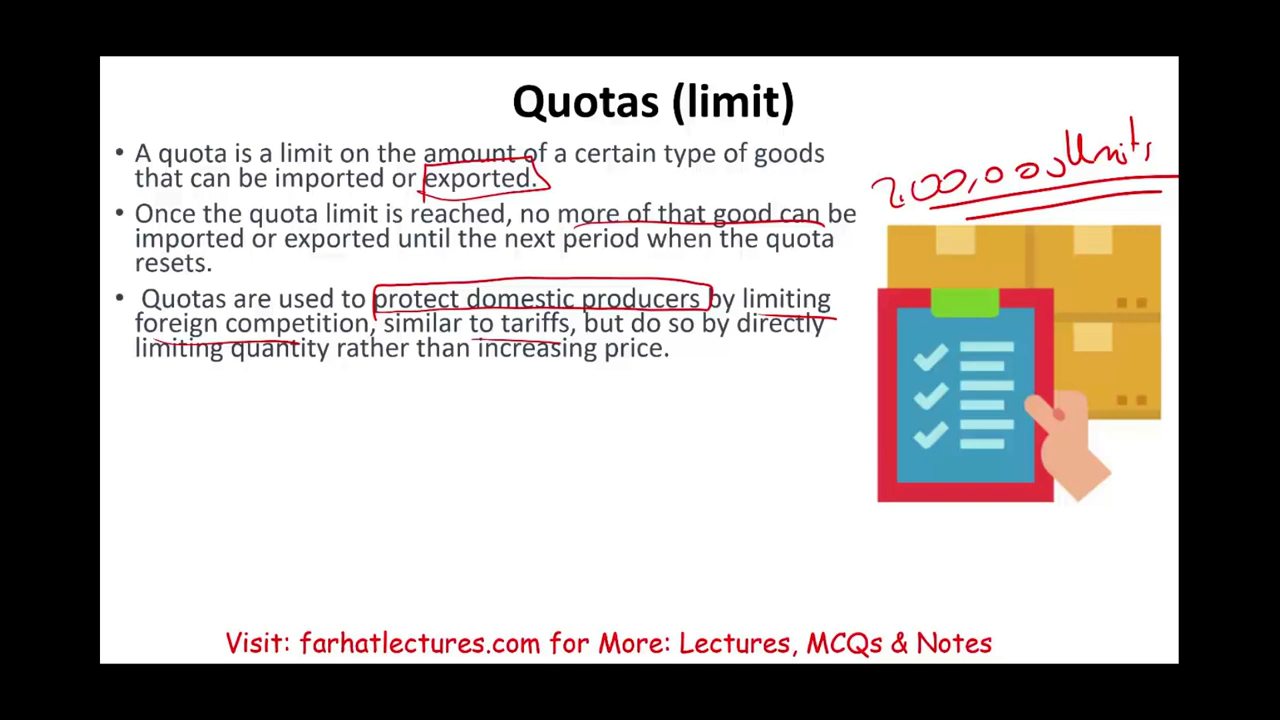 Quotas (limit)
• A quota is a limit on the amount of a certain type of goods
that can be imported or exported.
200,000 Units
• Once the quota limit is reached, no more of that good can be
imported or exported until the next period when the quota
resets.
• Quotas are used to protect domestic producers by limiting
foreign competition, similar to tariffs, but do so by directly
limiting quantity rather than increasing price.
Visit: farhatlectures.com for More: Lectures, MCQs & Notes